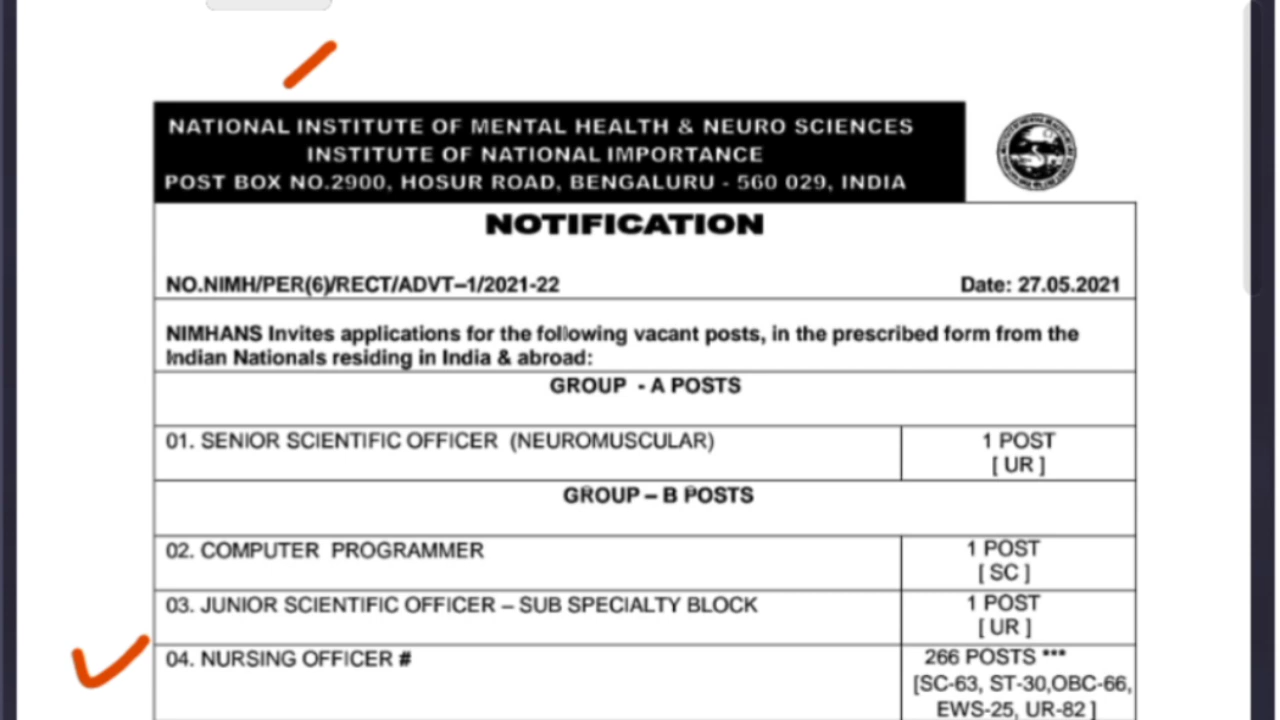 NATIONAL INSTITUTE OF MENTAL HEALTH & NEURO SCIENCES
INSTITUTE OF NATIONAL IMPORTANCE
POST BOX NO.2900, HOSUR ROAD, BENGALURU - 560 029, INDIA
NOTIFICATION
NO.NIMH/PER(6)/RECT/ADVT–1/2021-22 Date: 27.05.2021
NIMHANS Invites applications for the following vacant posts, in the prescribed form from the
Indian Nationals residing in India & abroad:
GROUP - A POSTS
01. SENIOR SCIENTIFIC OFFICER (NEUROMUSCULAR) 1 POST
[ UR ]
GROUP – B POSTS
02. COMPUTER PROGRAMMER 1 POST
[ SC ]
03. JUNIOR SCIENTIFIC OFFICER – SUB SPECIALTY BLOCK 1 POST
[ UR ]
04. NURSING OFFICER # 266 POSTS ***
[SC-63, ST-30,OBC-66,
EWS-25, UR-82 ]